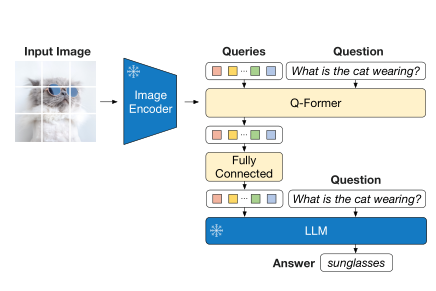 Input Image
Queries
Question
...
What is the cat wearing?
Image
Encoder
Q-Former
...
Fully
Connected
Question
...
What is the cat wearing?
LLM
Answer
sunglasses